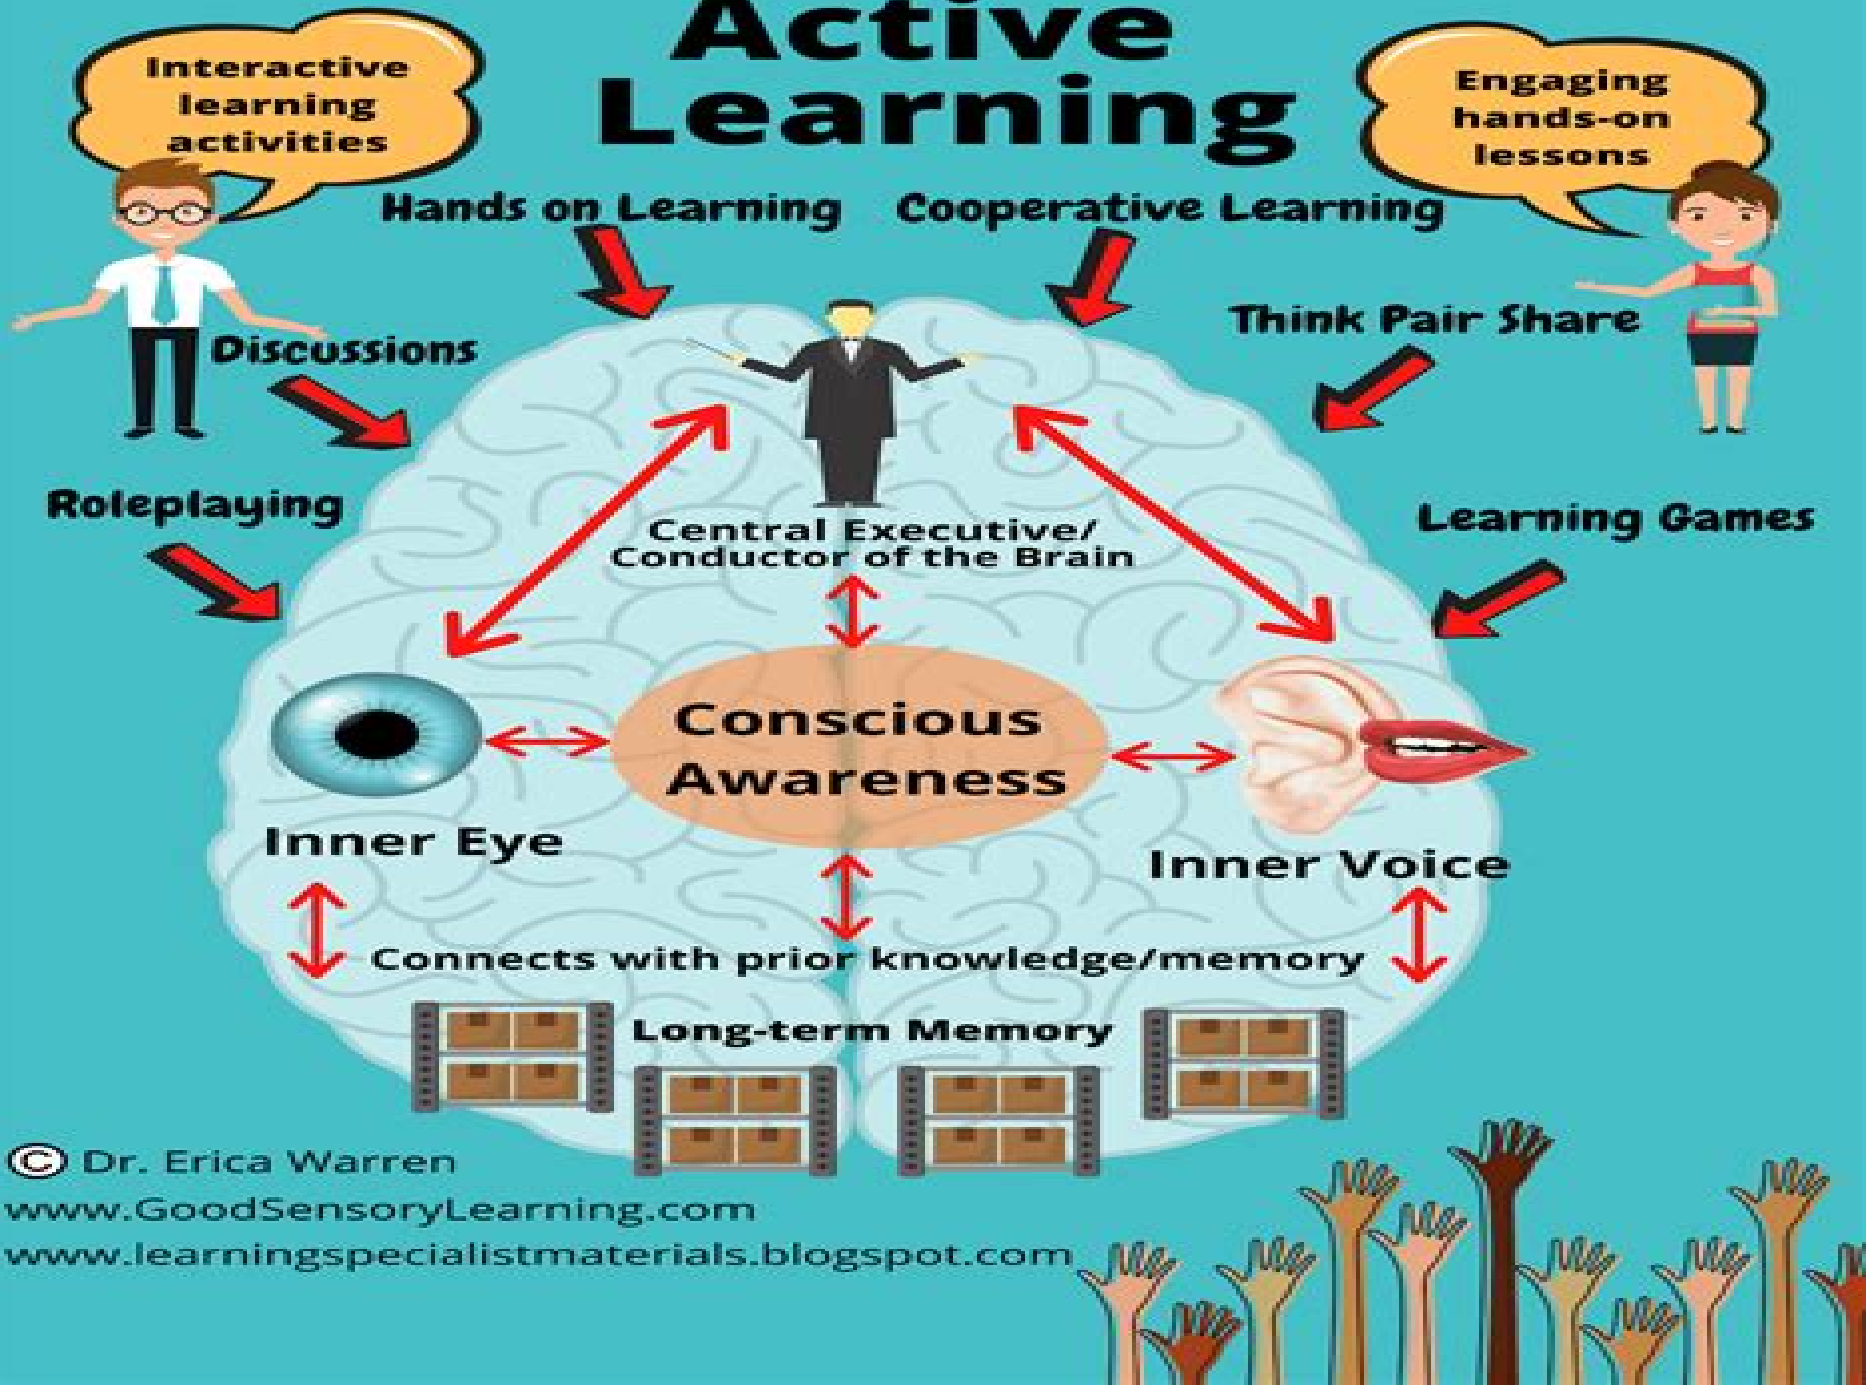 Active
Learning
Interactive
learning
activities
Engaging
hands-on
lessons
Hands on Learning
Cooperative Learning
Discussions
Think Pair Share
Roleplaying
Learning Games
Central Executive/
Conductor of the Brain
Conscious
Awareness
Inner Eye
Inner Voice
Connects with prior knowledge/memory
Long-term Memory
© Dr. Erica Warren
www.GoodSensoryLearning.com
www.learningspecialistmaterials.blogspot.com